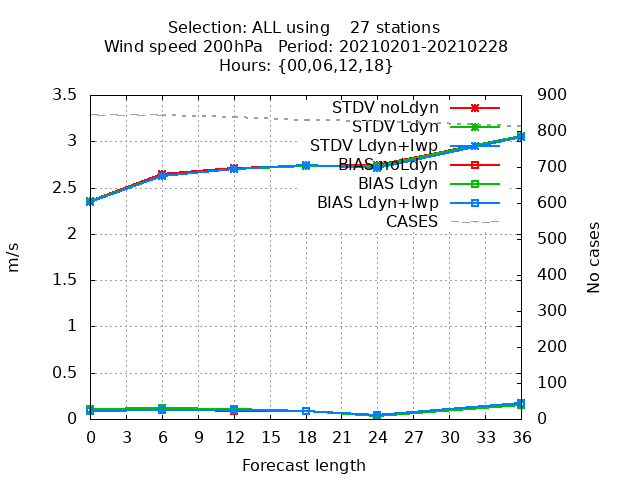 Selection: ALL using 27 stations
Wind speed 200hPa Period: 20210201-20210228
Hours: {00,06,12,18}
3.5
3
2.5
2
1.5
1
0.5
0
m/s
STDV noLdyn
STDV Ldyn
STDV Ldyn+lwp
BIAS noLdyn
BIAS Ldyn
BIAS Ldyn+lwp
CASES
900
800
700
600
500
400
300
200
100
0
No cases
0 3 6 9 12 15 18 21 24 27 30 33 36
Forecast length